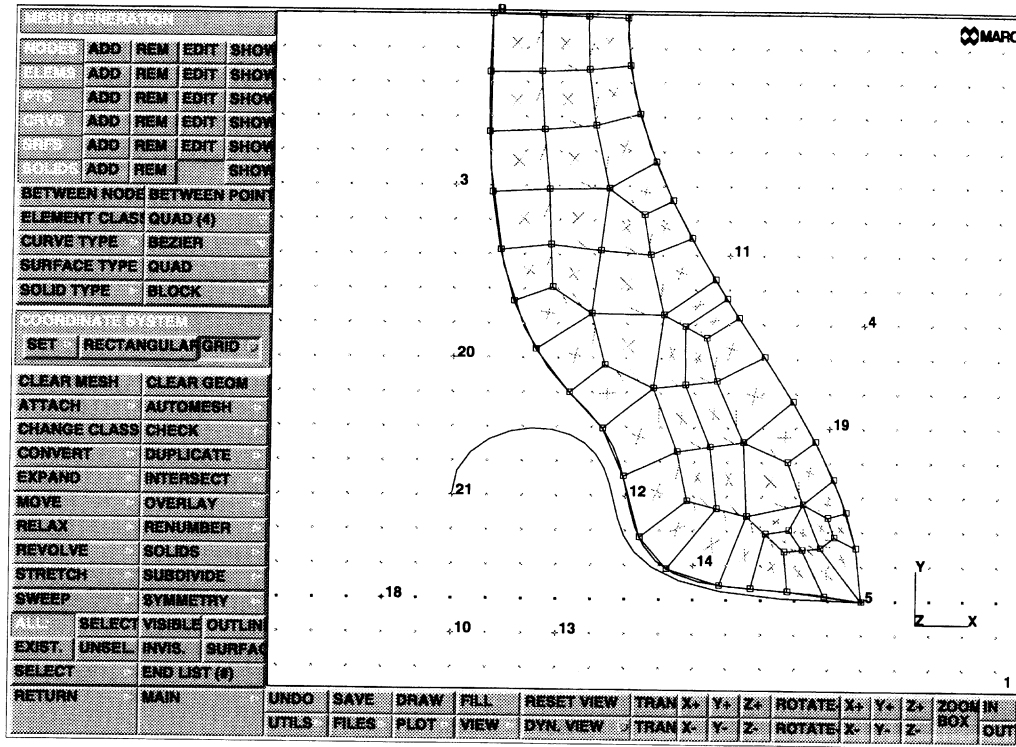 MESH GENERATION
NODES ADD REM EDIT SHOW
ELEMS ADD REM EDIT SHOW
PTS ADD REM EDIT SHOW
CRVS ADD REM EDIT SHOW
SRFS ADD REM EDIT SHOW
SOLIDS ADD REM SHOW
BETWEEN NODE BETWEEN POINT
ELEMENT CLASS QUAD (4)
CURVE TYPE BEZIER
SURFACE TYPE QUAD
SOLID TYPE BLOCK
COORDINATE SYSTEM
SET RECTANGULAR GRID
CLEAR MESH CLEAR GEOM
ATTACH AUTOMESH
CHANGE CLASS CHECK
CONVERT DUPLICATE
EXPAND INTERSECT
MOVE OVERLAY
RELAX RENUMBER
REVOLVE SOLIDS
STRETCH SUBDIVIDE
SWEEP SYMMETRY
ALL: SELECT VISIBLE OUTLIN
EXIST. UNSEL. INVIS. SURFAC
SELECT END LIST (#)
RETURN MAIN
MARC
3
11
4
20
19
21
12
14
18
5
10
13
Y
Z X
1
UNDO SAVE DRAW FILL RESET VIEW TRAN X+ Y+ Z+ ROTATE X+ Y+ Z+ ZOOM IN
UTILS FILES PLOT VIEW DYN. VIEW TRAN X- Y- Z- ROTATE X- Y- Z- BOX OUT